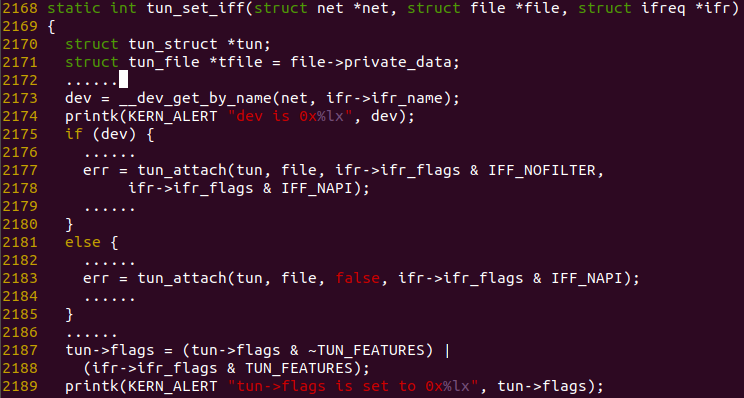 2168 static int tun_set_iff(struct net *net, struct file *file, struct ifreq *ifr)
2169 {
2170   struct tun_struct *tun;
2171   struct tun_file *tfile = file->private_data;
2172   ......
2173   dev = __dev_get_by_name(net, ifr->ifr_name);
2174   printk(KERN_ALERT "dev is 0x%lx", dev);
2175   if (dev) {
2176     ......
2177     err = tun_attach(tun, file, ifr->ifr_flags & IFF_NOFILTER,
2178          ifr->ifr_flags & IFF_NAPI);
2179     ......
2180   }
2181   else {
2182     ......
2183     err = tun_attach(tun, file, false, ifr->ifr_flags & IFF_NAPI);
2184     ......
2185   }
2186   ......
2187   tun->flags = (tun->flags & ~TUN_FEATURES) |
2188     (ifr->ifr_flags & TUN_FEATURES);
2189   printk(KERN_ALERT "tun->flags is set to 0x%lx", tun->flags);